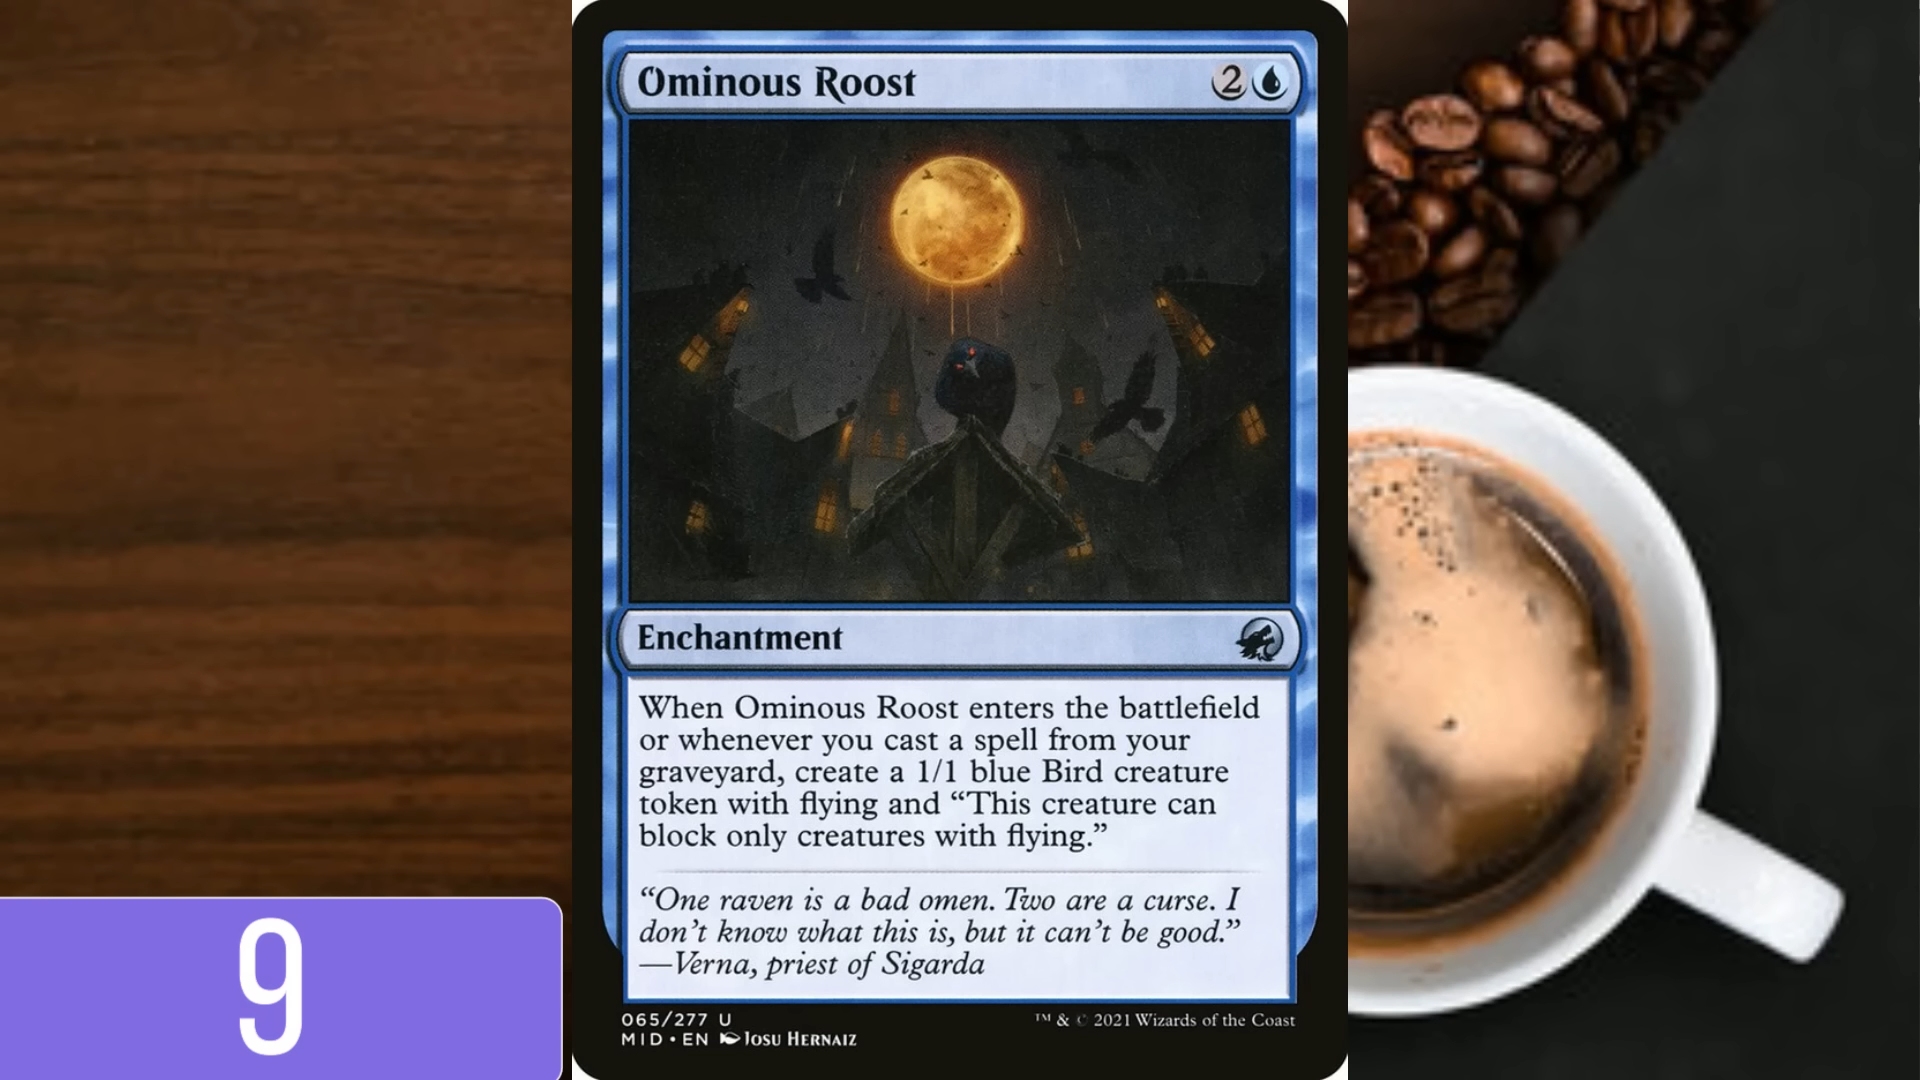 Ominous Roost
2
Enchantment
When Ominous Roost enters the battlefield
or whenever you cast a spell from your
graveyard, create a 1/1 blue Bird creature
token with flying and “This creature can
block only creatures with flying.”
“One raven is a bad omen. Two are a curse. I
don’t know what this is, but it can’t be good.”
—Verna, priest of Sigarda
065/277 U
MID • EN Josu Hernaiz
™ & © 2021 Wizards of the Coast
9